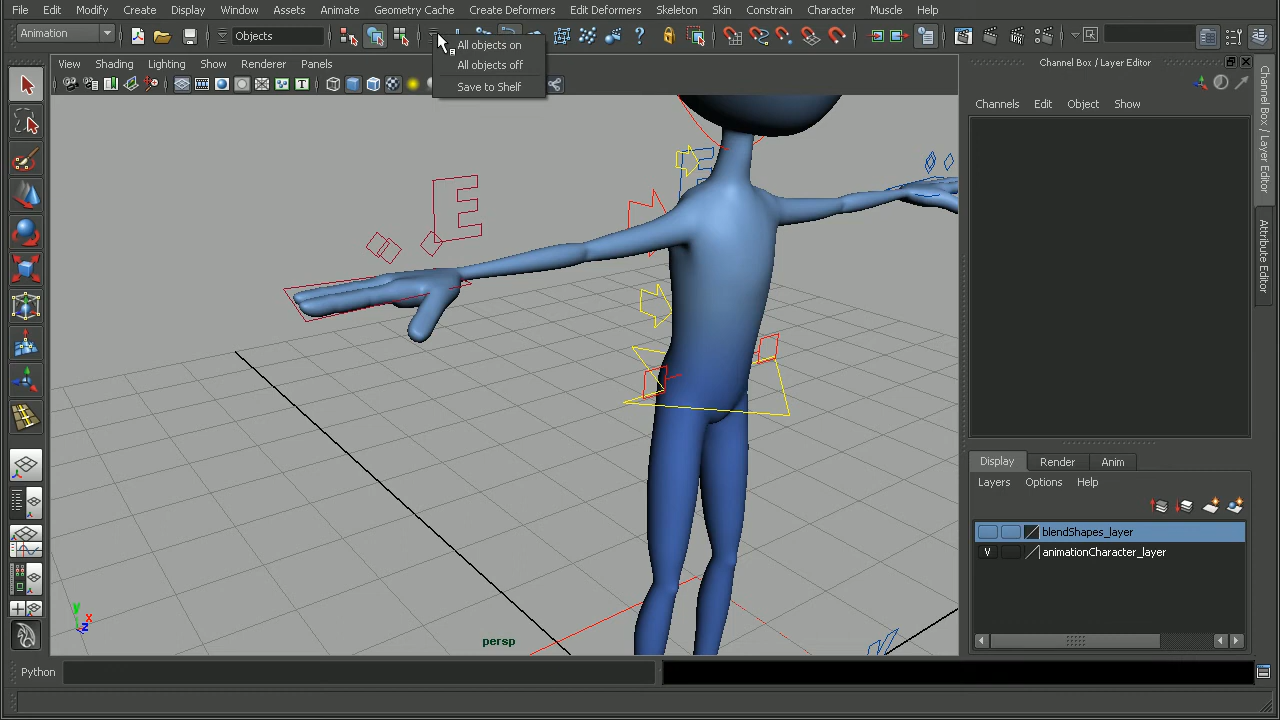 File Edit Modify Create Display Window Assets Animate Geometry Cache Create Deformers Edit Deformers Skeleton Skin Constrain Character Muscle Help
Animation Objects
All objects on
All objects off
Save to Shelf
View Shading Lighting Show Renderer Panels
Channel Box / Layer Editor
Channels Edit Object Show
Channel Box / Layer Editor
Attribute Editor
E
persp
y
x
z
Display Render Anim
Layers Options Help
blendShapes_layer
V animationCharacter_layer
Python